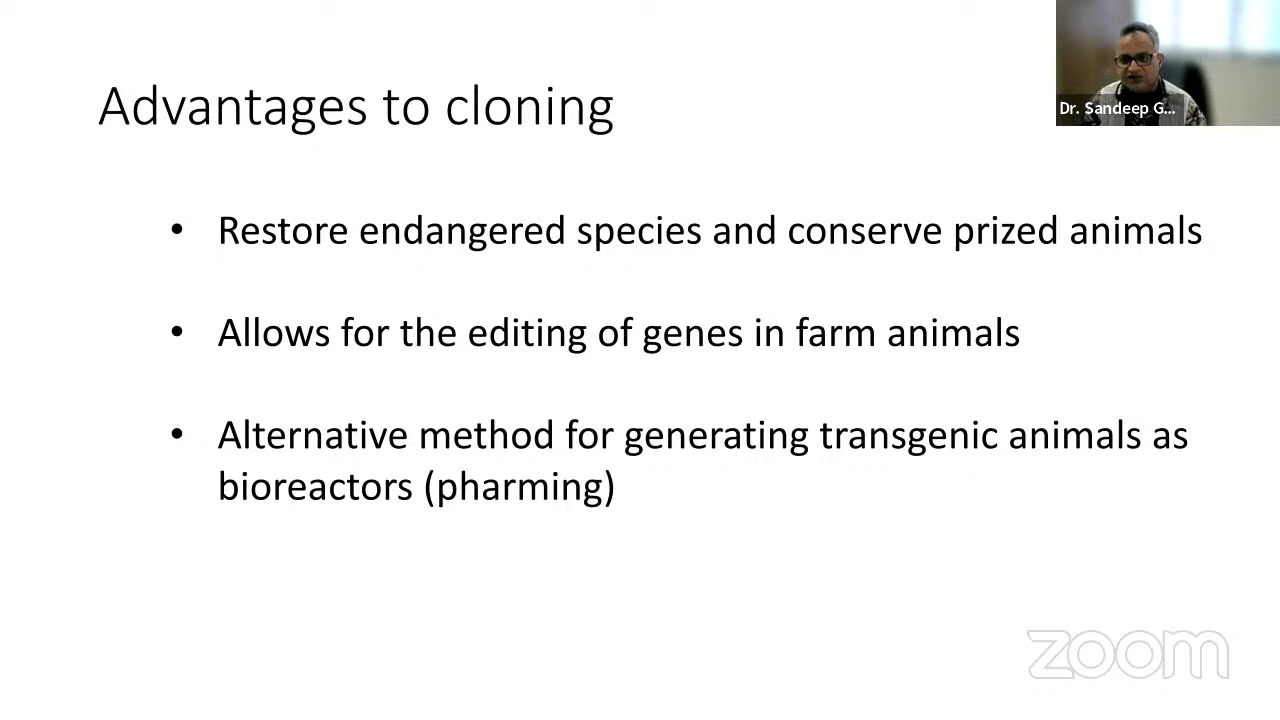 Dr. Sandeep G...
Advantages to cloning
• Restore endangered species and conserve prized animals
• Allows for the editing of genes in farm animals
• Alternative method for generating transgenic animals as
bioreactors (pharming)
zoom